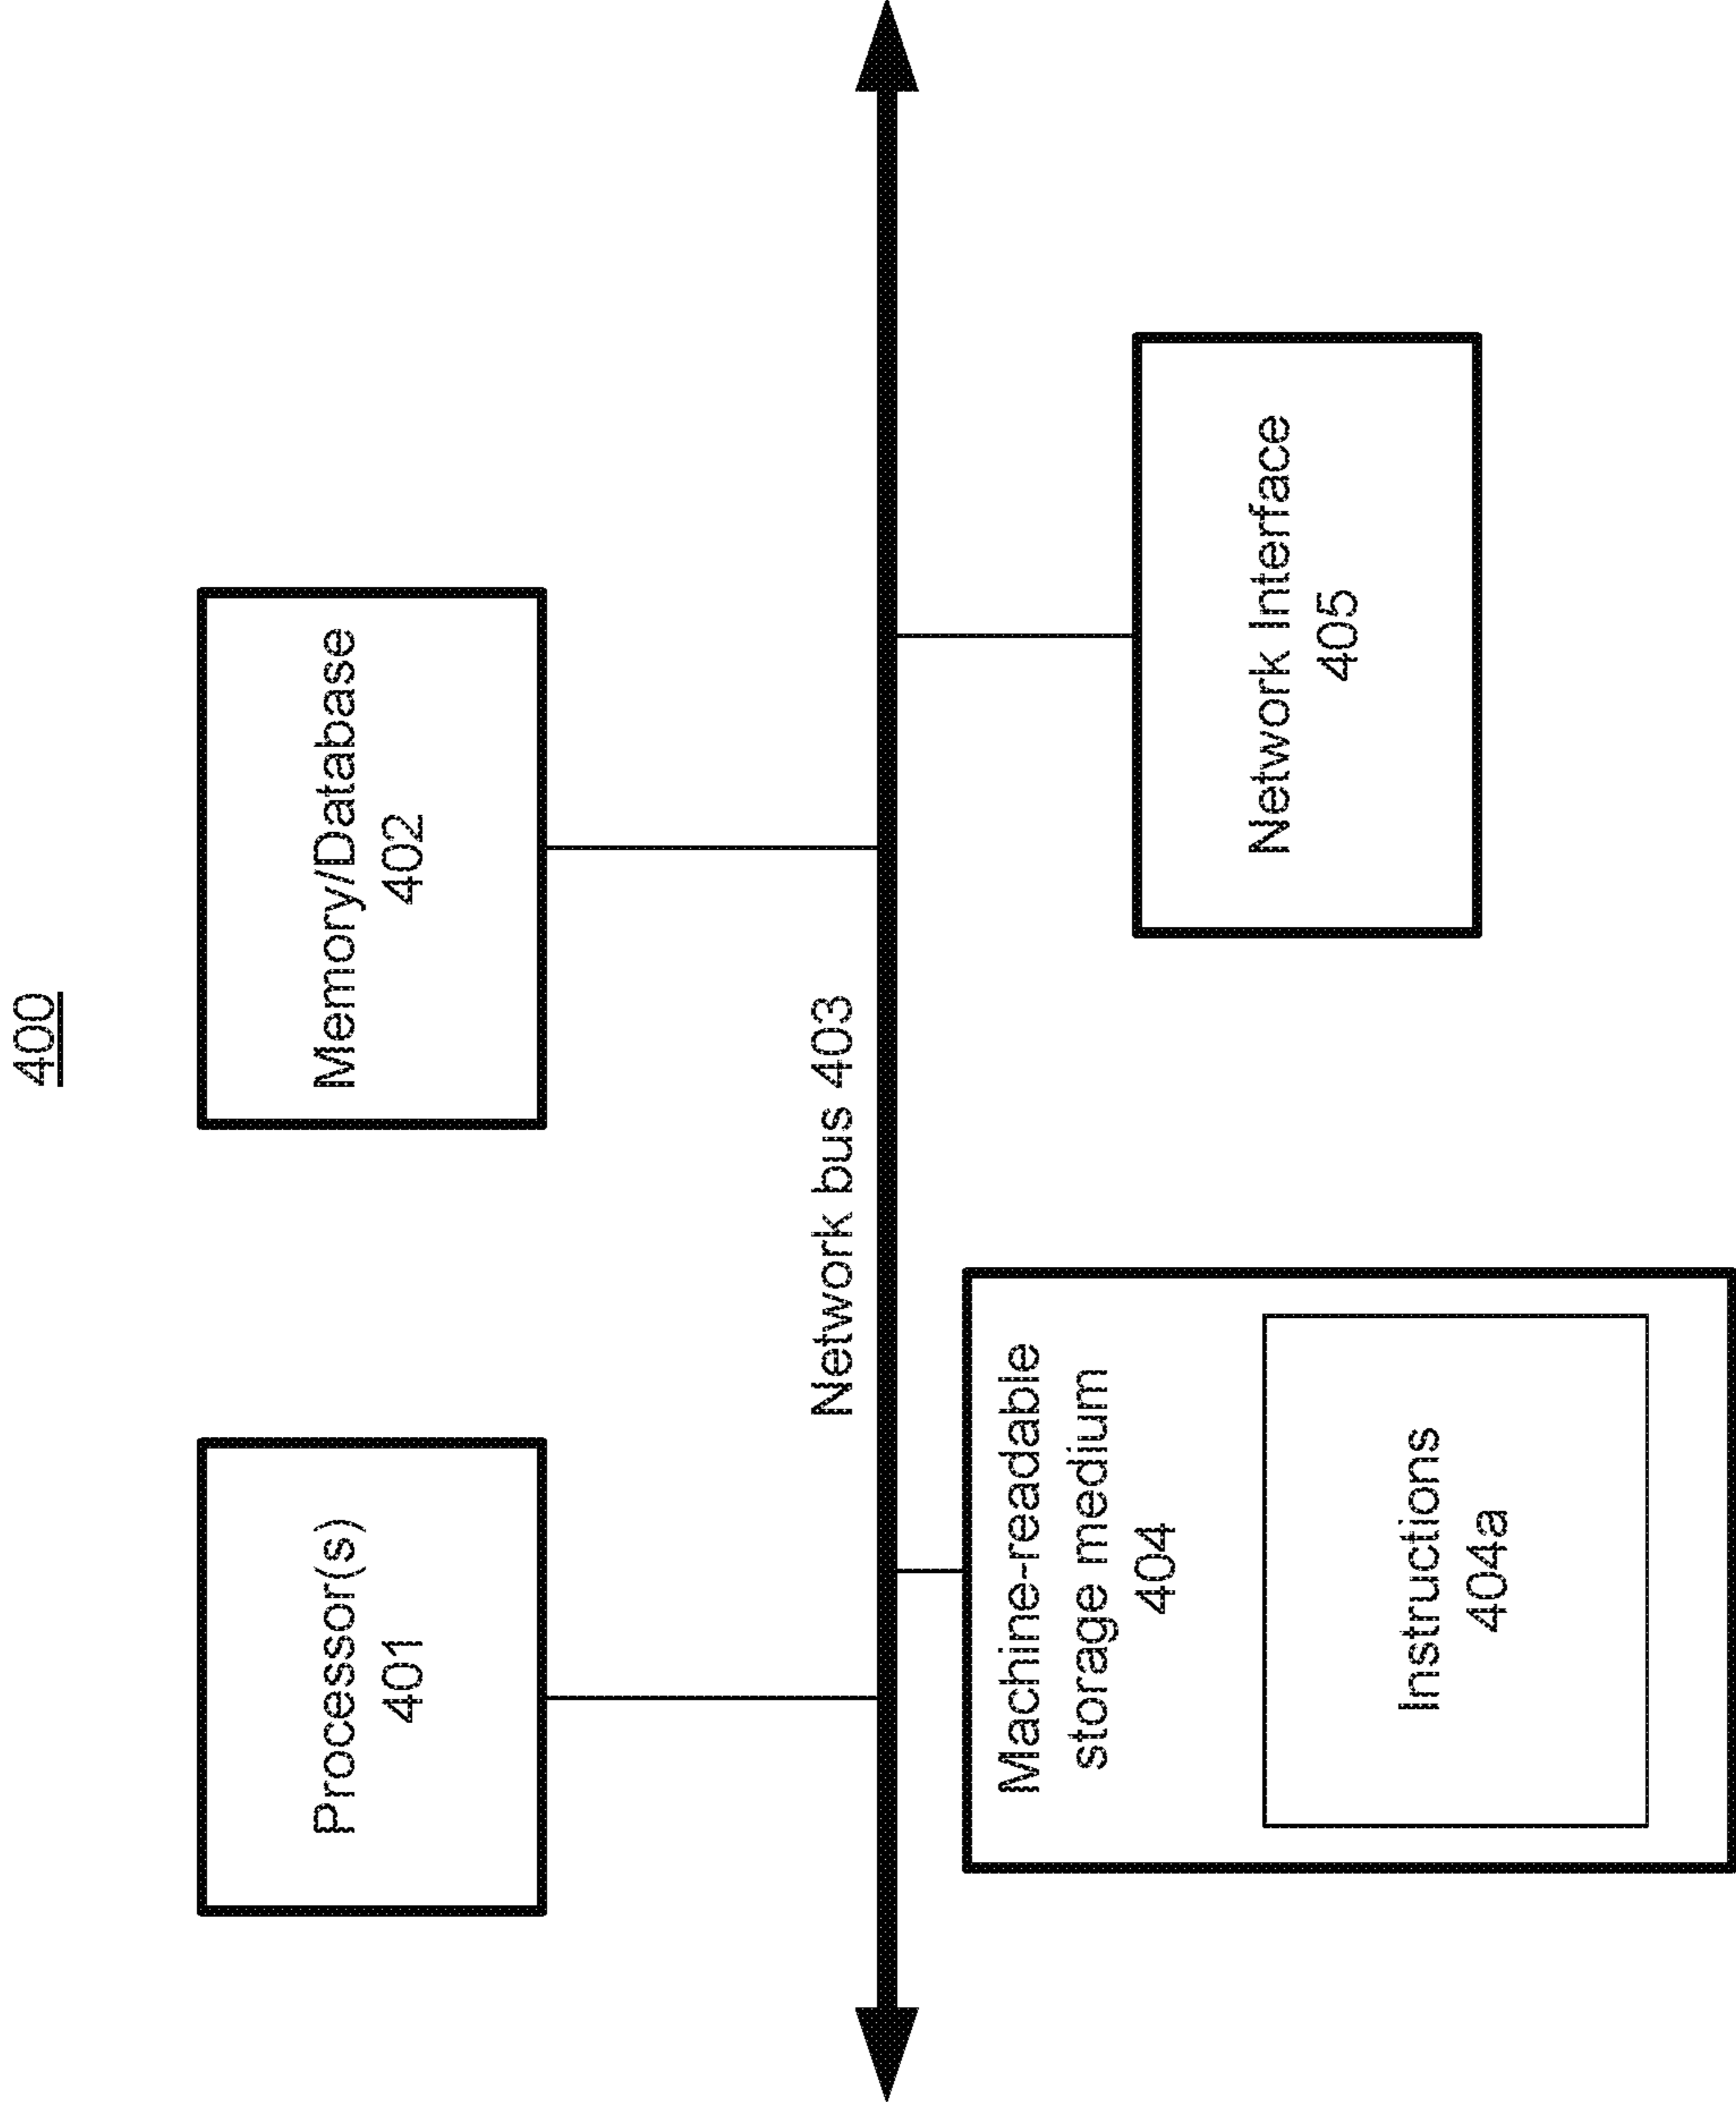 400
Processor(s)
401
Memory/Database
402
Network bus 403
Machine-readable
storage medium
404
Instructions
404a
Network Interface
405